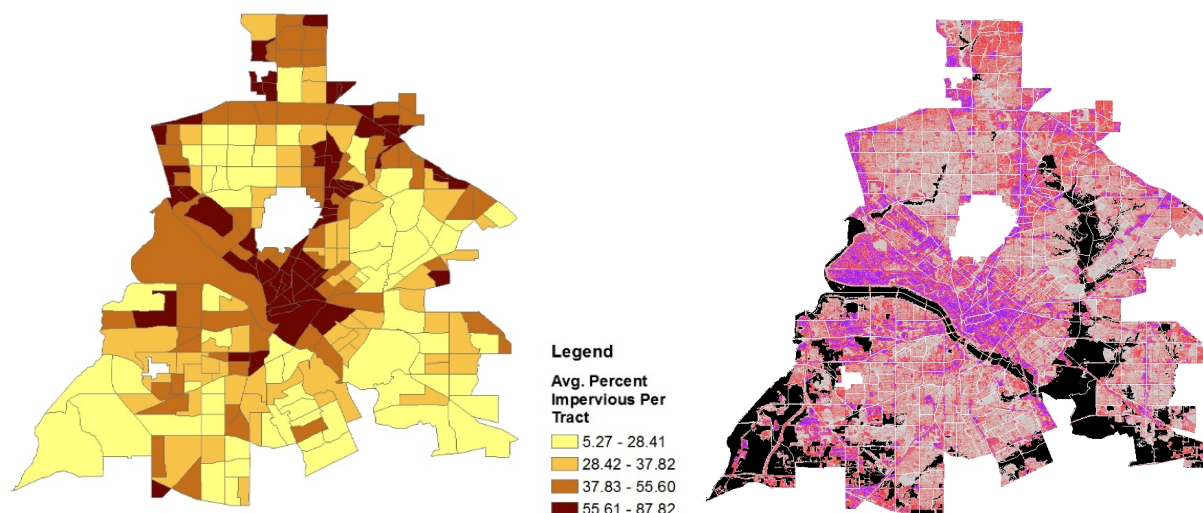 Legend
Avg. Percent
Impervious Per
Tract
5.27 - 28.41
28.42 - 37.82
37.83 - 55.60
55.61 - 87.82